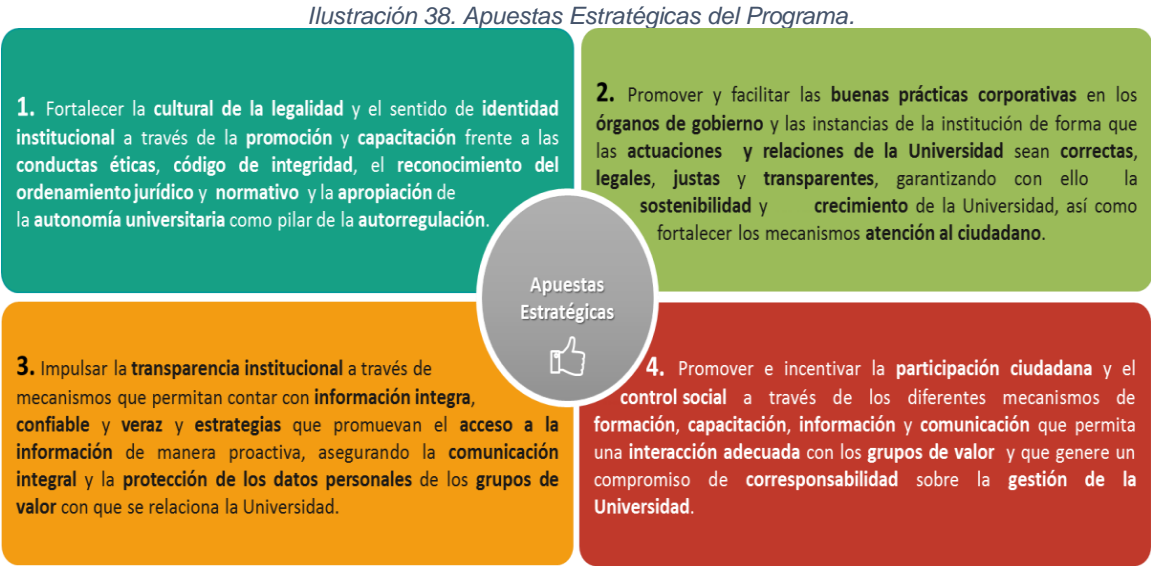 Ilustración 38. Apuestas Estratégicas del Programa.
1. Fortalecer la cultural de la legalidad y el sentido de identidad
institucional a través de la promoción y capacitación frente a las
conductas éticas, código de integridad, el reconocimiento del
ordenamiento jurídico y normativo y la apropiación de
la autonomía universitaria como pilar de la autorregulación.
2. Promover y facilitar las buenas prácticas corporativas en los
órganos de gobierno y las instancias de la institución de forma que
las actuaciones y relaciones de la Universidad sean correctas,
legales, justas y transparentes, garantizando con ello la
sostenibilidad y crecimiento de la Universidad, así como
fortalecer los mecanismos atención al ciudadano.
Apuestas
Estratégicas
3. Impulsar la transparencia institucional a través de
mecanismos que permitan contar con información integra,
confiable y veraz y estrategias que promuevan el acceso a la
información de manera proactiva, asegurando la comunicación
integral y la protección de los datos personales de los grupos de
valor con que se relaciona la Universidad.
4. Promover e incentivar la participación ciudadana y el
control social a través de los diferentes mecanismos de
formación, capacitación, información y comunicación que permita
una interacción adecuada con los grupos de valor y que genere un
compromiso de corresponsabilidad sobre la gestión de la
Universidad.